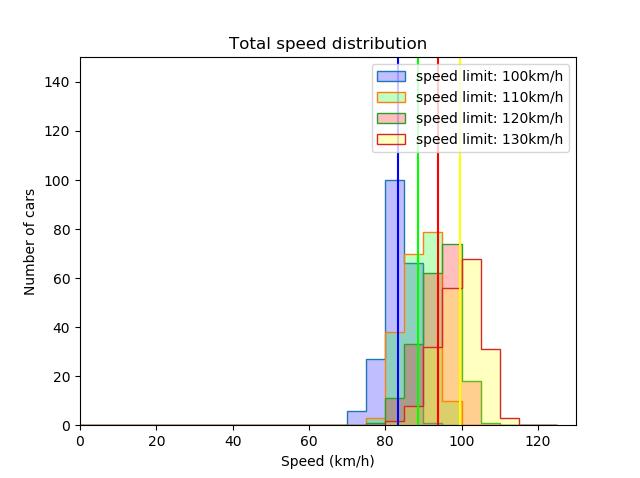 Total speed distribution
speed limit: 100km/h
speed limit: 110km/h
speed limit: 120km/h
speed limit: 130km/h
Number of cars
140
120
100
80
60
40
20
0
0 20 40 60 80 100 120
Speed (km/h)